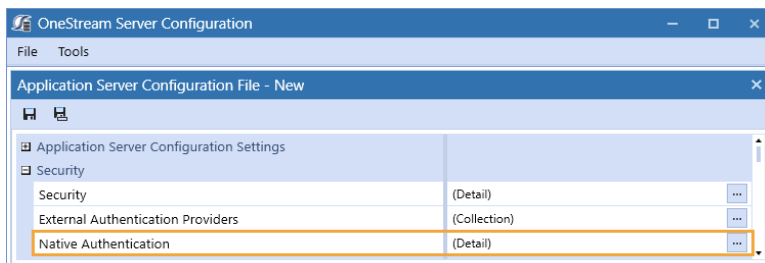 OneStream Server Configuration
File Tools
Application Server Configuration File - New
Application Server Configuration Settings
Security
Security (Detail) ...
External Authentication Providers (Collection) ...
Native Authentication (Detail) ...